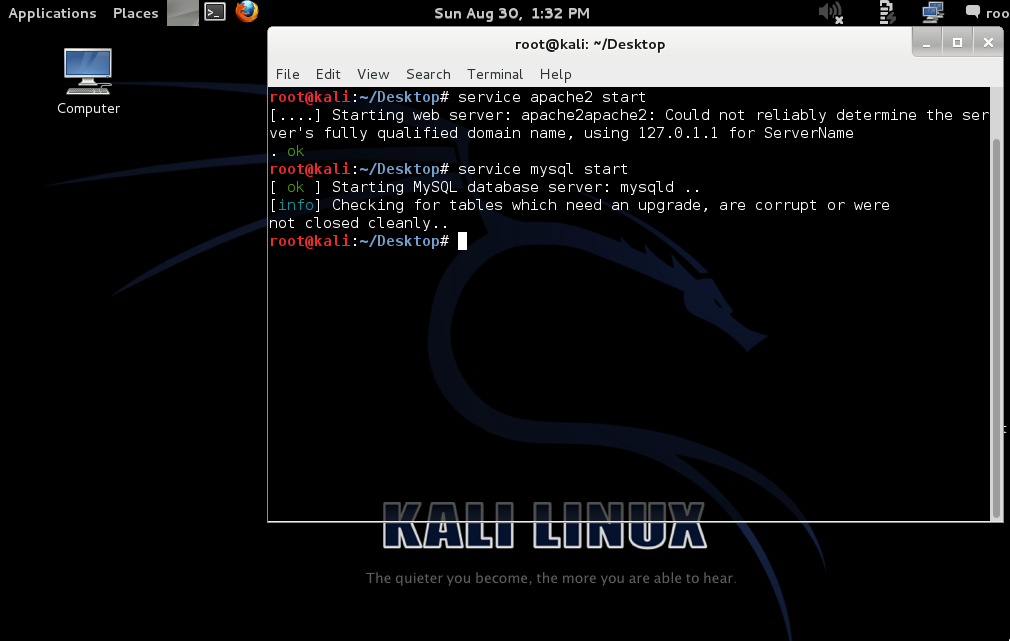 Applications Places Sun Aug 30, 1:32 PM roo
root@kali: ~/Desktop
Computer
File Edit View Search Terminal Help
root@kali:~/Desktop# service apache2 start
[....] Starting web server: apache2apache2: Could not reliably determine the ser
ver's fully qualified domain name, using 127.0.1.1 for ServerName
. ok
root@kali:~/Desktop# service mysql start
[ ok ] Starting MySQL database server: mysqld ..
[info] Checking for tables which need an upgrade, are corrupt or were
not closed cleanly..
root@kali:~/Desktop#
KALI LINUX
The quieter you become, the more you are able to hear.